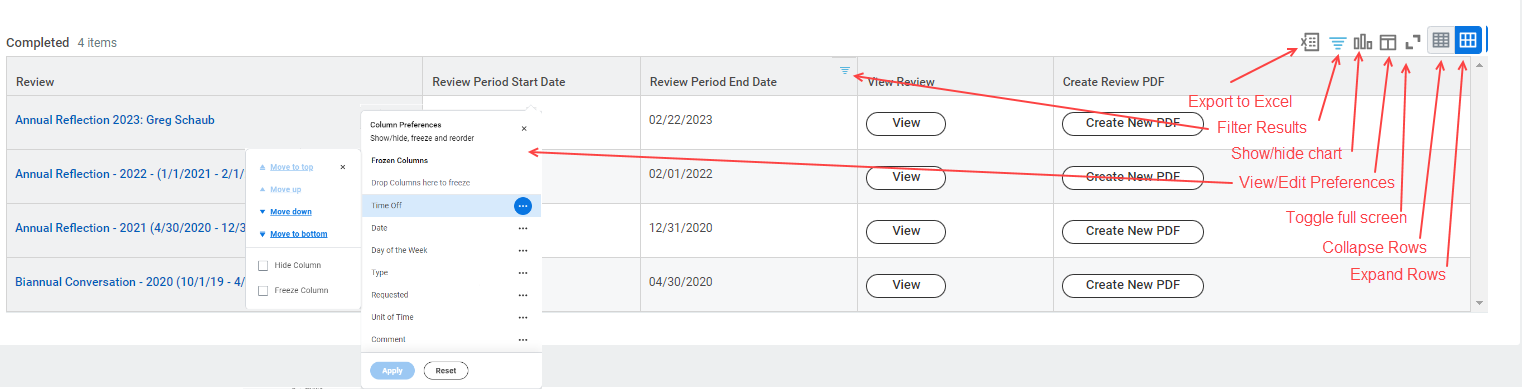 Completed 4 items
Review
Review Period Start Date
Review Period End Date
View Review
Create Review PDF
Annual Reflection 2023: Greg Schaub
02/22/2023
View
Create New PDF
Annual Reflection - 2022 - (1/1/2021 - 2/1/
02/01/2022
View
Create New PDF
Annual Reflection - 2021 (4/30/2020 - 12/3
12/31/2020
View
Create New PDF
Biannual Conversation - 2020 (10/1/19 - 4/
04/30/2020
View
Create New PDF
Move to top
Move up
Move down
Move to bottom
Hide Column
Freeze Column
Column Preferences
Show/hide, freeze and reorder
Frozen Columns
Drop Columns here to freeze
Time Off
Date
Day of the Week
Type
Requested
Unit of Time
Comment
Apply
Reset
Export to Excel
Filter Results
Show/hide chart
View/Edit Preferences
Toggle full screen
Collapse Rows
Expand Rows